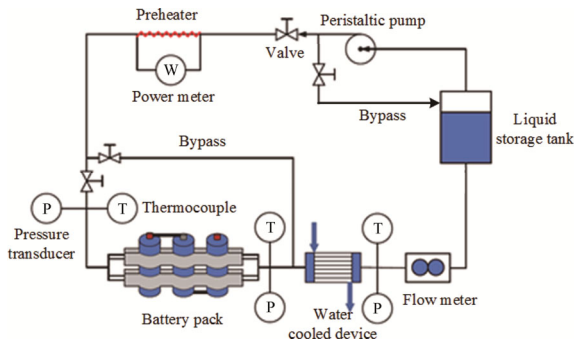 Preheater
Peristaltic pump
Valve
W
Power meter
Bypass
Liquid
storage tank
Bypass
P
T
Thermocouple
Pressure
transducer
T
T
P
P
Flow meter
Battery pack
Water
cooled device